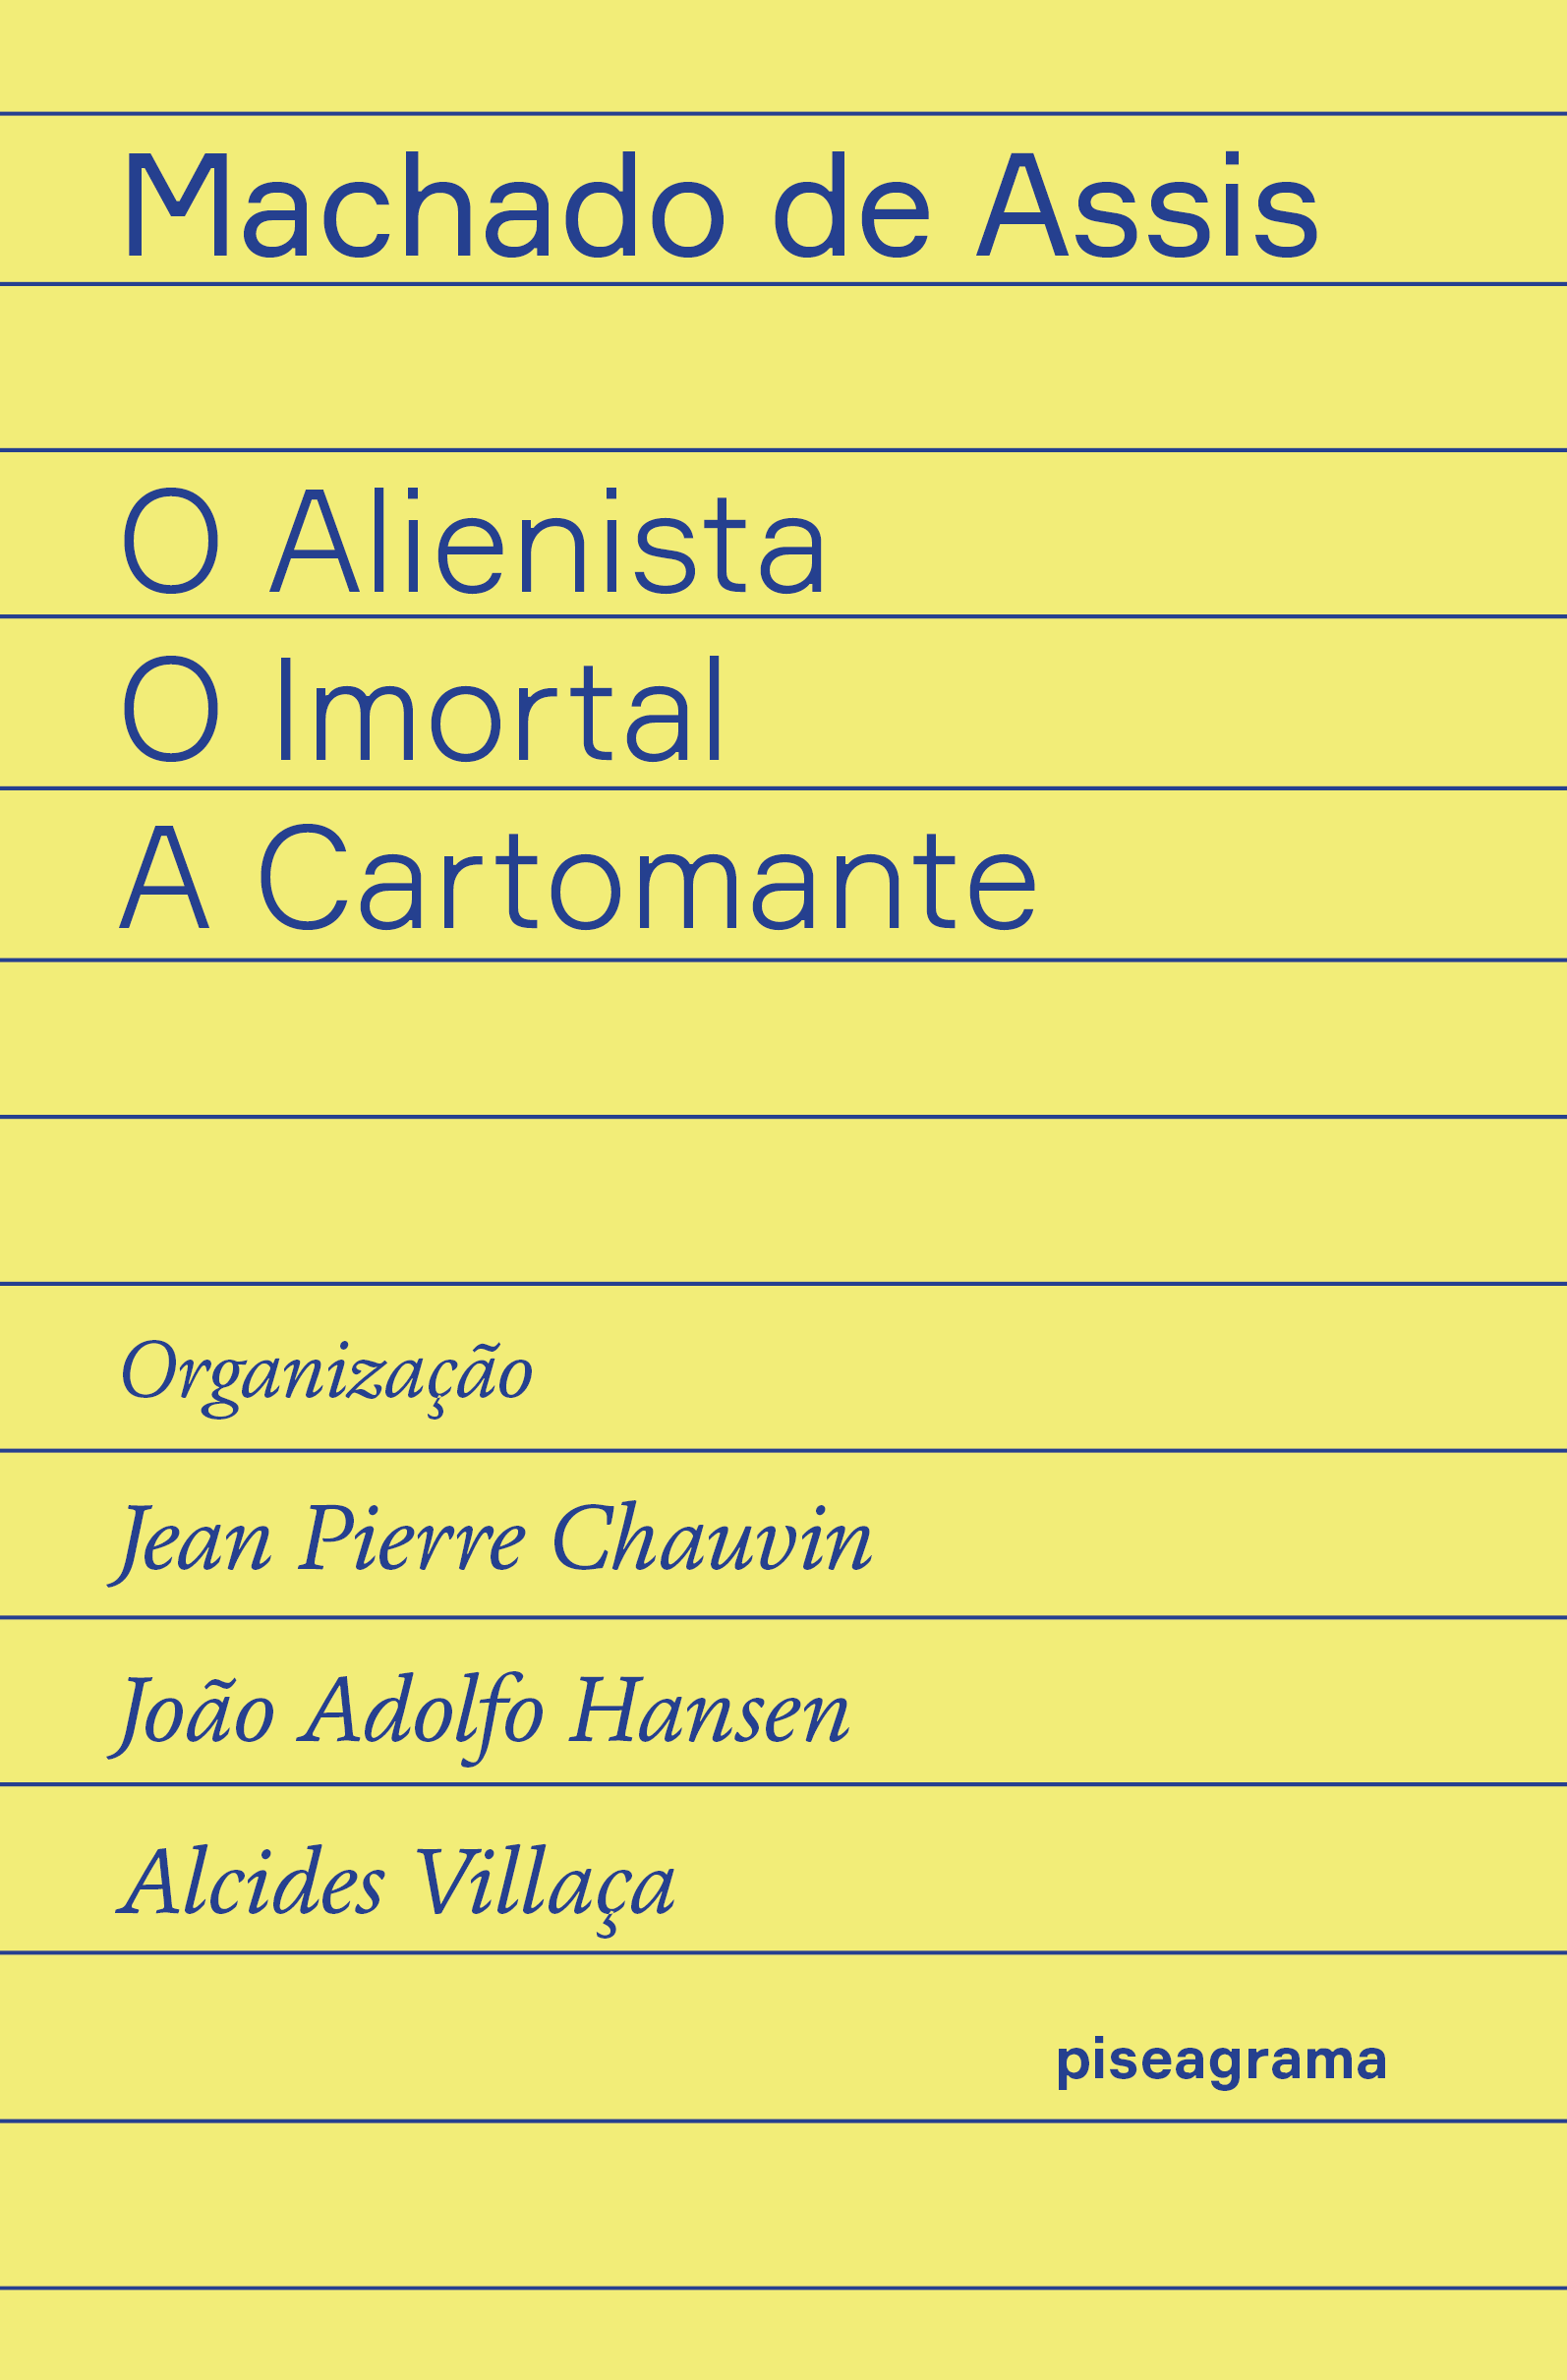 Machado de Assis
O Alienista
O Imortal
A Cartomante
Organização
Jean Pierre Chauvin
João Adolfo Hansen
Alcides Villaça
piseagrama